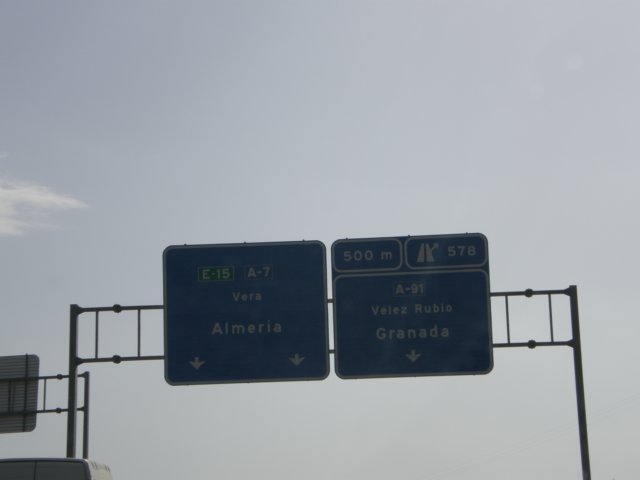 E-15 A-7
Vera
Almeria
500 m 578
A-91
Velez Rubio
Granada